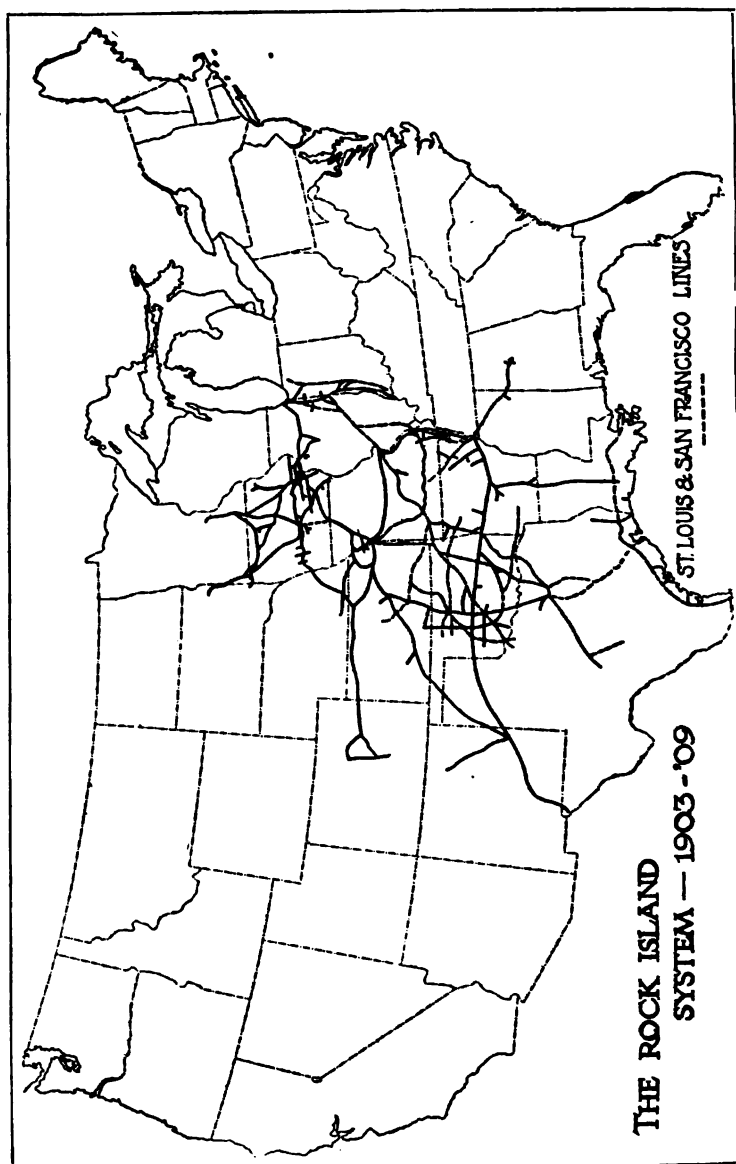 THE ROCK ISLAND
SYSTEM — 1903-'09
ST. LOUIS & SAN FRANCISCO LINES